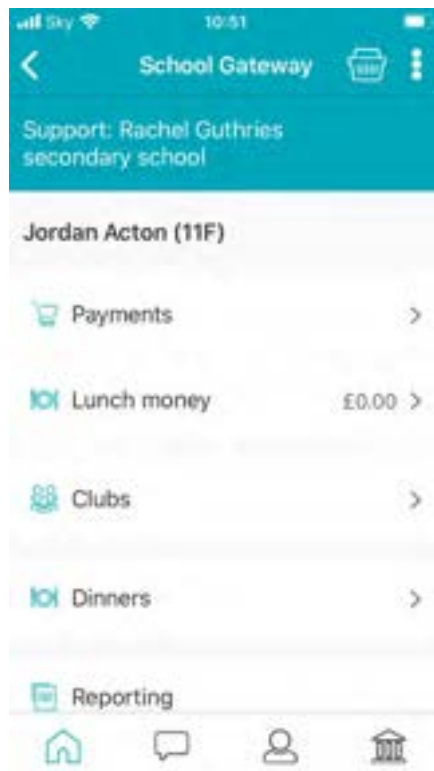 Sky 10:51
School Gateway
Support: Rachel Guthries
secondary school
Jordan Acton (11F)
Payments
Lunch money £0.00
Clubs
Dinners
Reporting